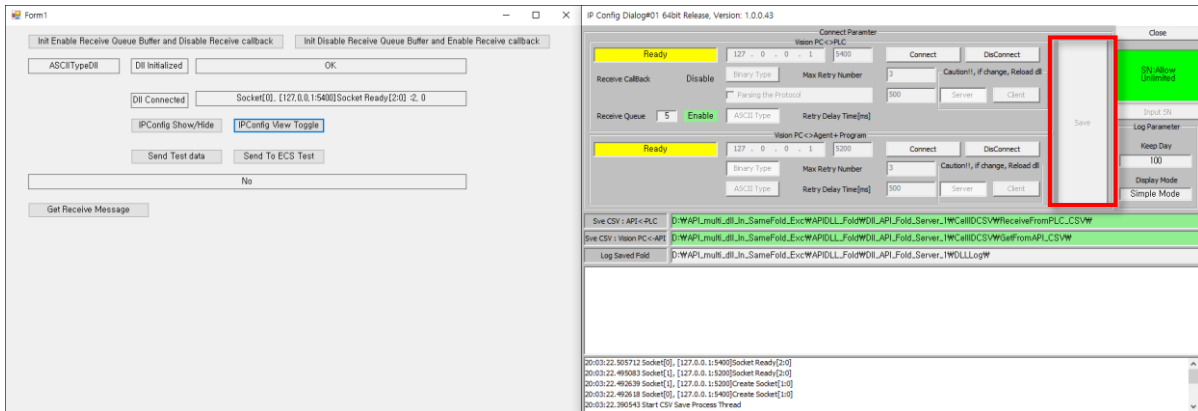 Form1
Init Enable Receive Queue Buffer and Disable Receive callback
Init Disable Receive Queue Buffer and Enable Receive callback
ASCIITypeDll
Dll Initialized
OK
Dll Connected
Socket[0], [127,0,0,1:5400]Socket Ready[2:0] :2, 0
IPConfig Show/Hide
IPConfig View Toggle
Send Test data
Send To ECS Test
No
Get Receive Message
IP Config Dialog#01 64bit Release, Version: 1.0.0.43
Connect Paramter
Vision PC<>PLC
Ready
127 . 0 . 0 . 1
5400
Connect
DisConnect
Receive CallBack
Disable
Binary Type
Max Retry Number
3
Caution!!, if change, Reload dll
Parsing the Protocol
500
Server
Client
Receive Queue
5
Enable
ASCII Type
Retry Delay Time[ms]
Vision PC<>Agent+Program
Ready
127 . 0 . 0 . 1
5200
Connect
DisConnect
Binary Type
Max Retry Number
3
Caution!!, if change, Reload dll
ASCII Type
Retry Delay Time[ms]
500
Server
Client
Save
Close
SN:Allow
Unlimited
Input SN
Log Parameter
Keep Day
100
Display Mode
Simple Mode
Sve CSV : API<-PLC
D:₩API_multi_dll_In_SameFold_Exc₩APIDLL_Fold₩Dll_API_Fold_Server_1₩CellIDCSV₩ReceiveFromPLC_CSV₩
Sve CSV : Vision PC<-API
D:₩API_multi_dll_In_SameFold_Exc₩APIDLL_Fold₩Dll_API_Fold_Server_1₩CellIDCSV₩GetFromAPI_CSV₩
Log Saved Fold
D:₩API_multi_dll_In_SameFold_Exc₩APIDLL_Fold₩Dll_API_Fold_Server_1₩DLLLog₩
20:03:22.505712 Socket[0], [127.0.0.1:5400]Socket Ready[2:0]
20:03:22.495083 Socket[1], [127.0.0.1:5200]Socket Ready[2:0]
20:03:22.492639 Socket[1], [127.0.0.1:5200]Create Socket[1:0]
20:03:22.492618 Socket[0], [127.0.0.1:5400]Create Socket[1:0]
20:03:22.390543 Start CSV Save Process Thread